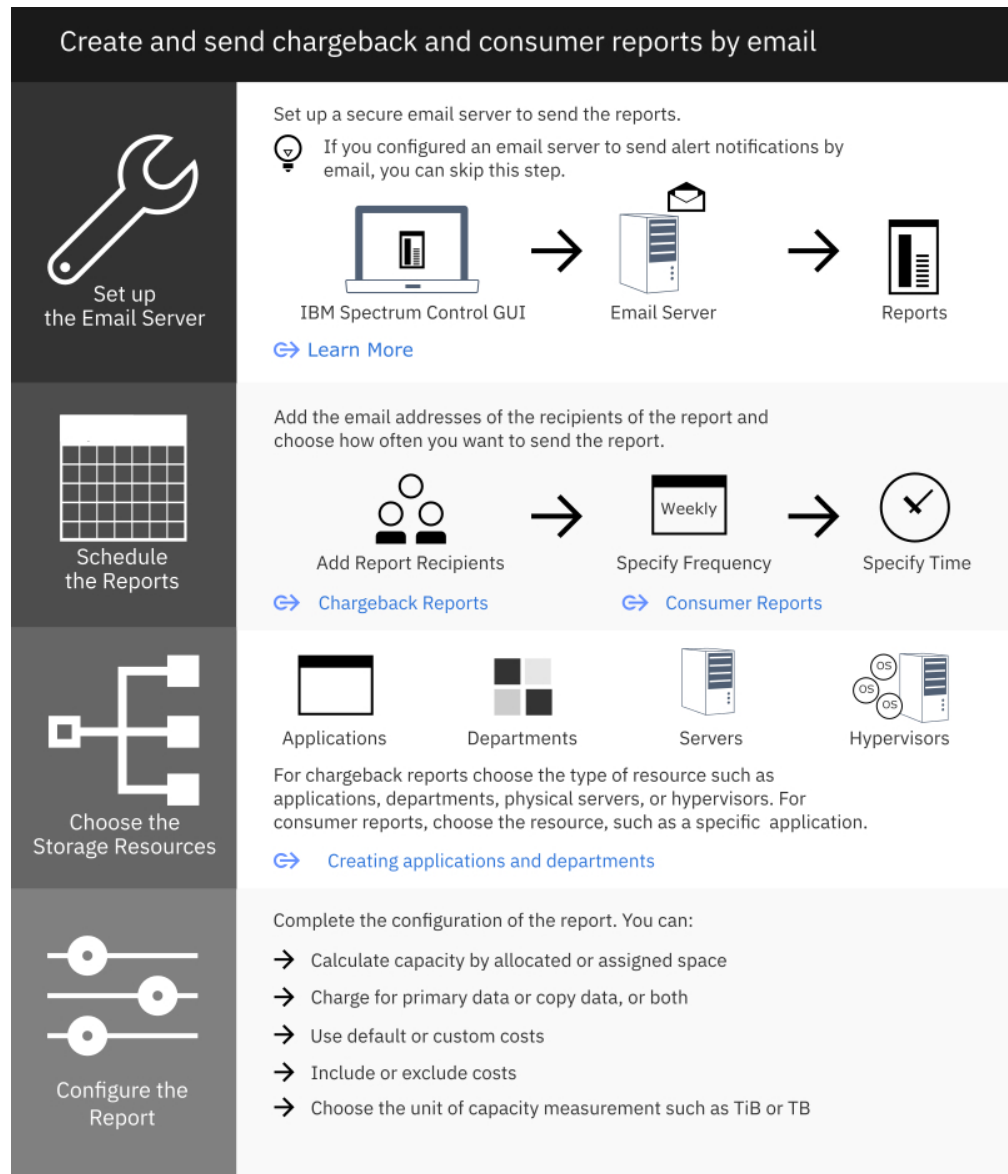 Create and send chargeback and consumer reports by email
Set up
the Email Server
Set up a secure email server to send the reports.
If you configured an email server to send alert notifications by
email, you can skip this step.
IBM Spectrum Control GUI
Email Server
Reports
Learn More
Schedule
the Reports
Add the email addresses of the recipients of the report and
choose how often you want to send the report.
Weekly
Add Report Recipients
Specify Frequency
Specify Time
Chargeback Reports
Consumer Reports
Choose the
Storage Resources
OS
OS
OS
Applications
Departments
Servers
Hypervisors
For chargeback reports choose the type of resource such as
applications, departments, physical servers, or hypervisors. For
consumer reports, choose the resource, such as a specific application.
Creating applications and departments
Configure the
Report
Complete the configuration of the report. You can:
Calculate capacity by allocated or assigned space
Charge for primary data or copy data, or both
Use default or custom costs
Include or exclude costs
Choose the unit of capacity measurement such as TiB or TB